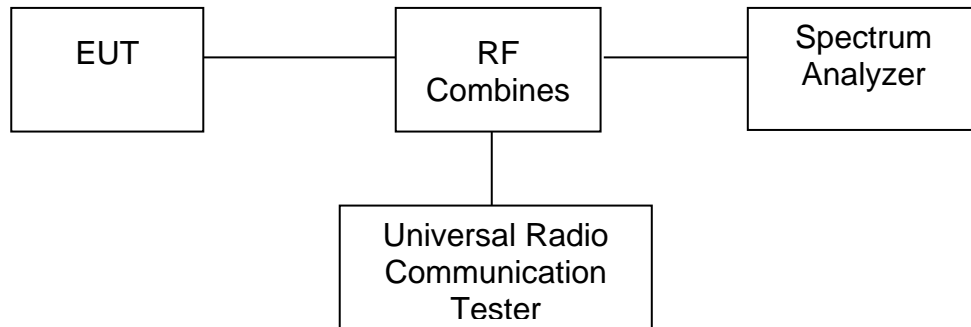 EUT
RF
Combines
Spectrum
Analyzer
Universal Radio
Communication
Tester